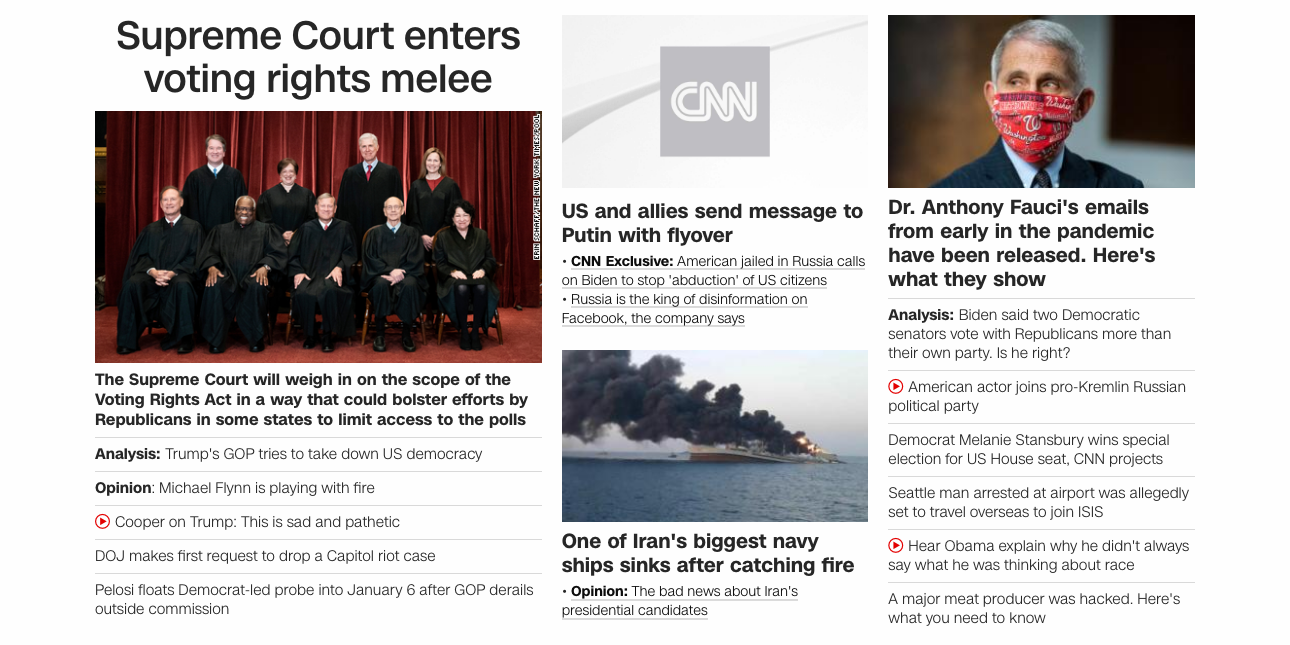 Supreme Court enters
voting rights melee
ERIN SCHAFF/THE NEW YORK TIMES/POOL
The Supreme Court will weigh in on the scope of the
Voting Rights Act in a way that could bolster efforts by
Republicans in some states to limit access to the polls
Analysis: Trump's GOP tries to take down US democracy
Opinion: Michael Flynn is playing with fire
Cooper on Trump: This is sad and pathetic
DOJ makes first request to drop a Capitol riot case
Pelosi floats Democrat-led probe into January 6 after GOP derails
outside commission
CNN
US and allies send message to
Putin with flyover
• CNN Exclusive: American jailed in Russia calls
on Biden to stop 'abduction' of US citizens
• Russia is the king of disinformation on
Facebook, the company says
One of Iran's biggest navy
ships sinks after catching fire
• Opinion: The bad news about Iran's
presidential candidates
Washington
W
Washington
Dr. Anthony Fauci's emails
from early in the pandemic
have been released. Here's
what they show
Analysis: Biden said two Democratic
senators vote with Republicans more than
their own party. Is he right?
American actor joins pro-Kremlin Russian
political party
Democrat Melanie Stansbury wins special
election for US House seat, CNN projects
Seattle man arrested at airport was allegedly
set to travel overseas to join ISIS
Hear Obama explain why he didn't always
say what he was thinking about race
A major meat producer was hacked. Here's
what you need to know